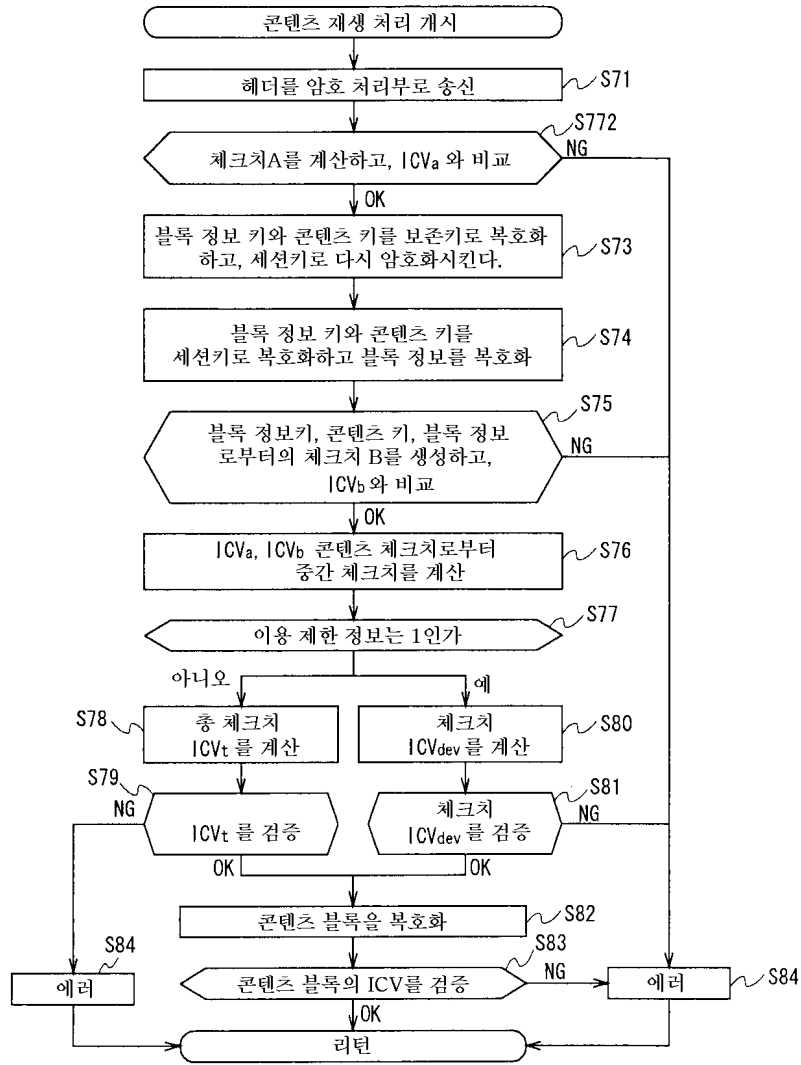 콘텐츠 재생 처리 개시
헤더를 암호 처리부로 송신
S71
S772
체크치A를 계산하고, ICVa 와 비교
NG
OK
블록 정보 키와 콘텐츠 키를 보존키로 복호화
하고, 세션키로 다시 암호화시킨다.
S73
블록 정보 키와 콘텐츠 키를
세션키로 복호화하고 블록 정보를 복호화
S74
S75
블록 정보키, 콘텐츠 키, 블록 정보
로부터의 체크치 B를 생성하고,
ICVb와 비교
NG
OK
ICVa, ICVb 콘텐츠 체크치로부터
중간 체크치를 계산
S76
S77
이용 제한 정보는 1인가
아니오
예
S78
총 체크치
ICVt 를 계산
체크치
ICVdev 를 계산
S80
S79
NG
ICVt 를 검증
OK
S81
체크치
ICVdev 를 검증
NG
OK
콘텐츠 블록을 복호화
S82
S83
콘텐츠 블록의 ICV를 검증
NG
OK
S84
에러
에러
S84
리턴